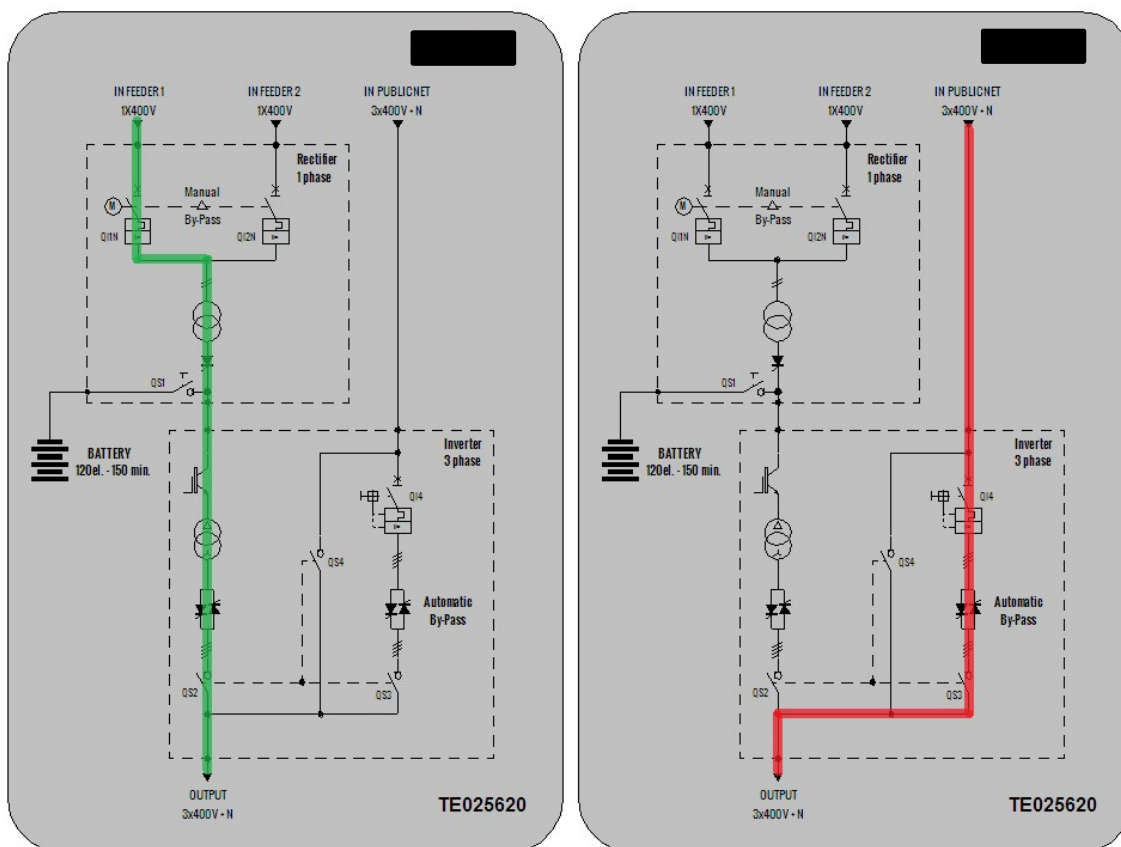 IN FEEDER 1
1X400V
IN FEEDER 2
1X400V
IN PUBLICNET
3x400V + N
Rectifier
1 phase
M
Manual
By-Pass
QI1N
QI2N
QS1
BATTERY
120el. - 150 min.
Inverter
3 phase
QI4
QS4
Automatic
By-Pass
QS2
QS3
OUTPUT
3x400V + N
TE025620
IN FEEDER 1
1X400V
IN FEEDER 2
1X400V
IN PUBLICNET
3x400V + N
Rectifier
1 phase
M
Manual
By-Pass
QI1N
QI2N
QS1
BATTERY
120el. - 150 min.
Inverter
3 phase
QI4
QS4
Automatic
By-Pass
QS2
QS3
OUTPUT
3x400V + N
TE025620